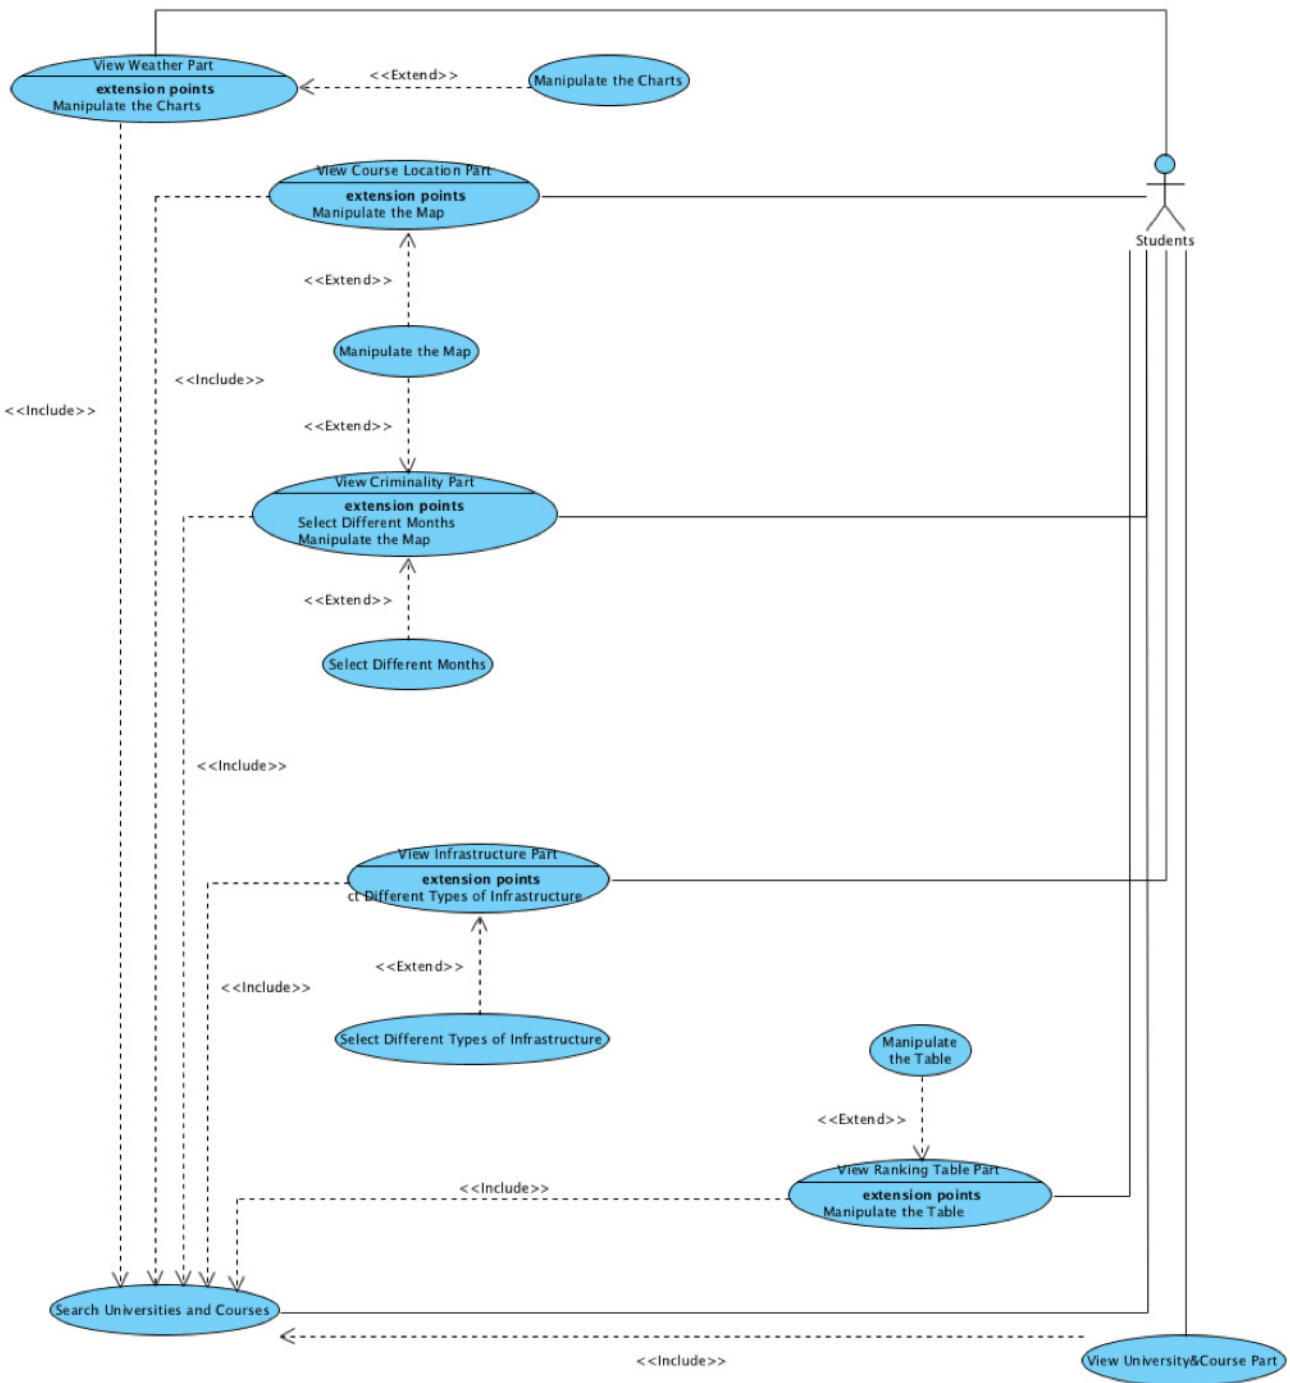 View Weather Part
extension points
Manipulate the Charts
<<Extend>>
Manipulate the Charts
View Course Location Part
extension points
Manipulate the Map
Students
<<Extend>>
Manipulate the Map
<<Include>>
<<Include>>
<<Extend>>
View Criminality Part
extension points
Select Different Months
Manipulate the Map
<<Extend>>
Select Different Months
<<Include>>
View Infrastructure Part
extension points
ct Different Types of Infrastructure
<<Extend>>
<<Include>>
Select Different Types of Infrastructure
Manipulate
the Table
<<Extend>>
View Ranking Table Part
extension points
Manipulate the Table
<<Include>>
Search Universities and Courses
<<Include>>
View University&Course Part